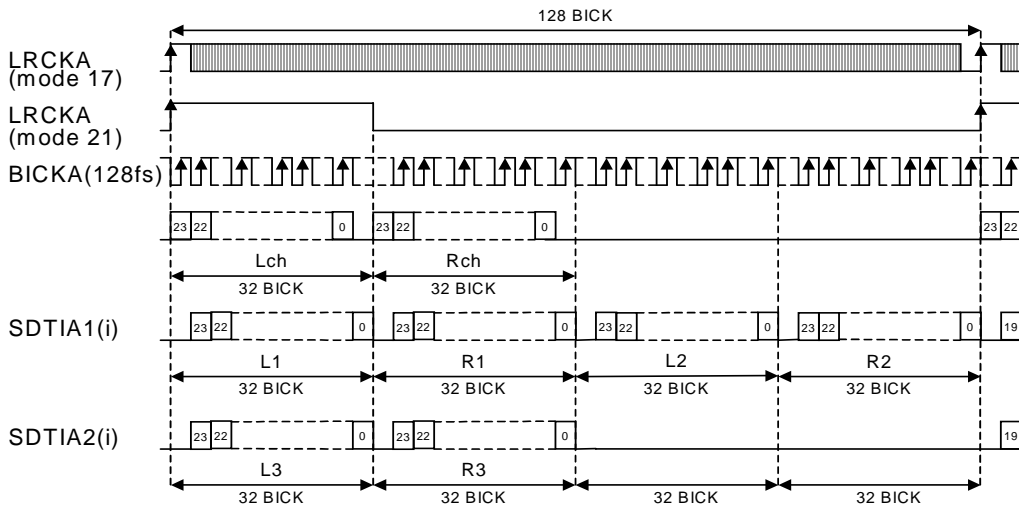 128 BICK
LRCKA
(mode 17)
LRCKA
(mode 21)
BICKA(128fs)
23 22 0 23 22 0 23 22
Lch Rch
32 BICK 32 BICK
SDTIA1(i) 23 22 0 23 22 0 23 22 0 23 22 0 19
L1 R1 L2 R2
32 BICK 32 BICK 32 BICK 32 BICK
SDTIA2(i) 23 22 0 23 22 0 19
L3 R3
32 BICK 32 BICK 32 BICK 32 BICK